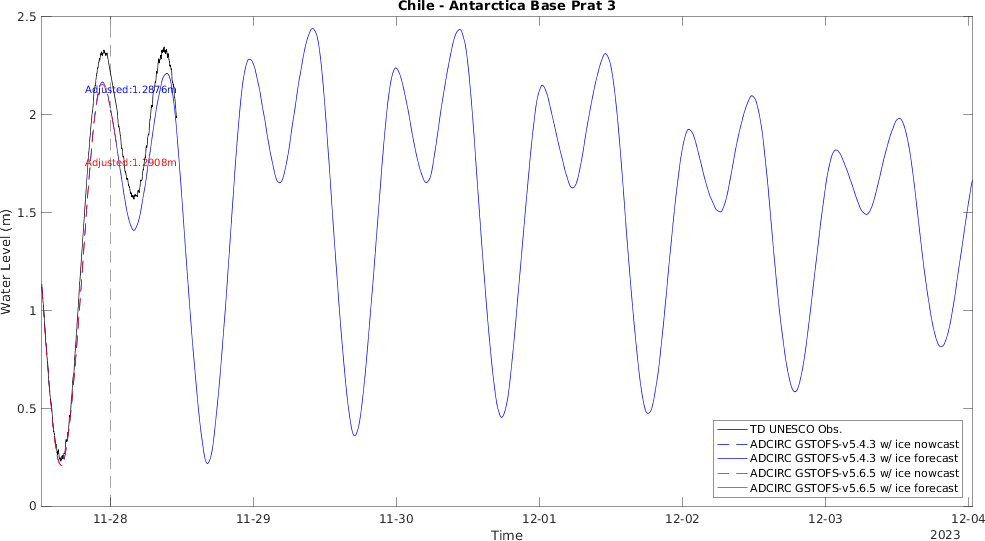 Chile - Antarctica Base Prat 3
2.5
2
1.5
1
0.5
0
Water Level (m)
Adjusted:1.2876m
Adjusted:1.2908m
TD UNESCO Obs.
ADCIRC GSTOFS-v5.4.3 w/ ice nowcast
ADCIRC GSTOFS-v5.4.3 w/ ice forecast
ADCIRC GSTOFS-v5.6.5 w/ ice nowcast
ADCIRC GSTOFS-v5.6.5 w/ ice forecast
11-28 11-29 11-30 12-01 12-02 12-03 12-04
Time
2023